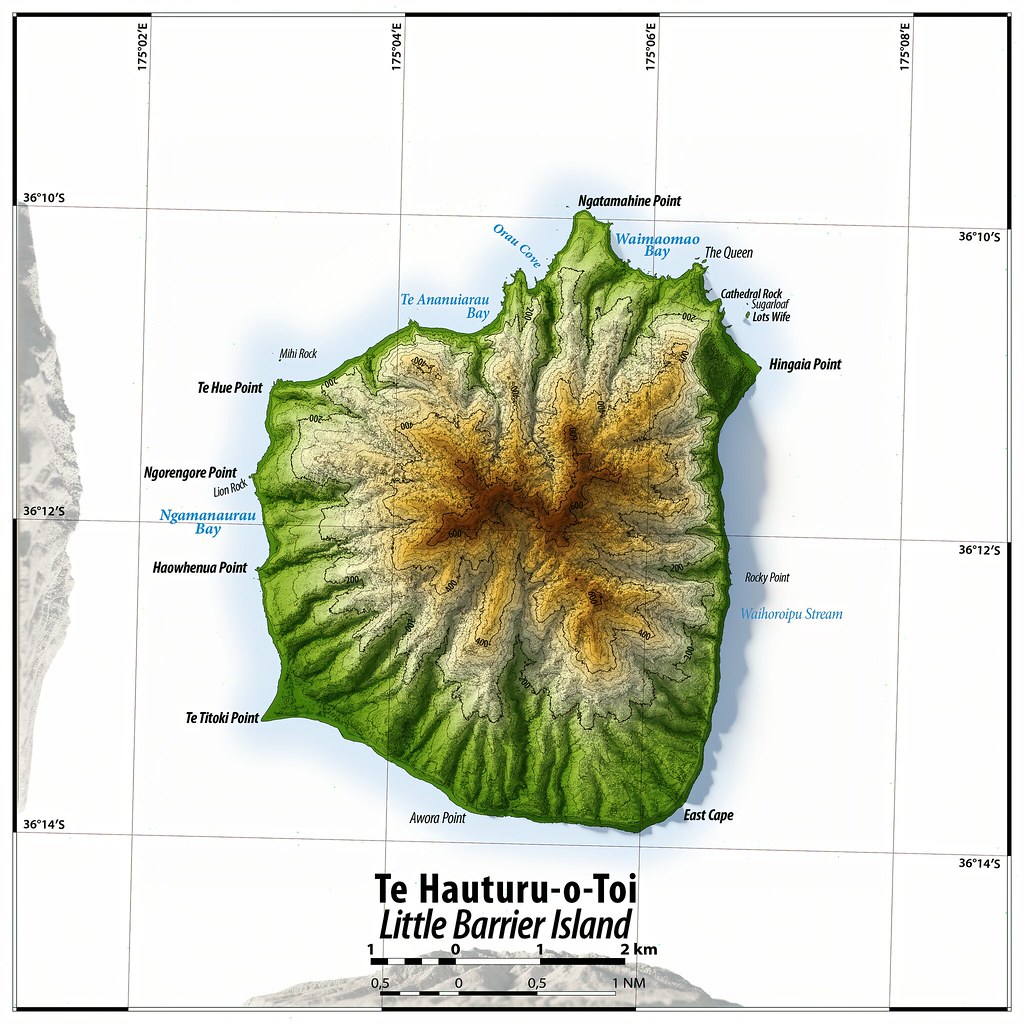 175°02'E
175°04'E
175°06'E
175°08'E
36°10'S
36°10'S
Ngatamahine Point
Orau Cove
Waimaomao
Bay
The Queen
Te Ananuiarau
Bay
Cathedral Rock
Sugarloaf
Lots Wife
Mihi Rock
Hingaia Point
Te Hue Point
Ngorengore Point
Lion Rock
Ngamanaurau
Bay
36°12'S
36°12'S
Haowhenua Point
Rocky Point
Waihoroipu Stream
Te Titoki Point
Awora Point
East Cape
36°14'S
36°14'S
200
200
200
200
400
400
400
600
200
400
400
200
Te Hauturu-o-Toi
Little Barrier Island
1 0 1 2 km
0,5 0 0,5 1 NM